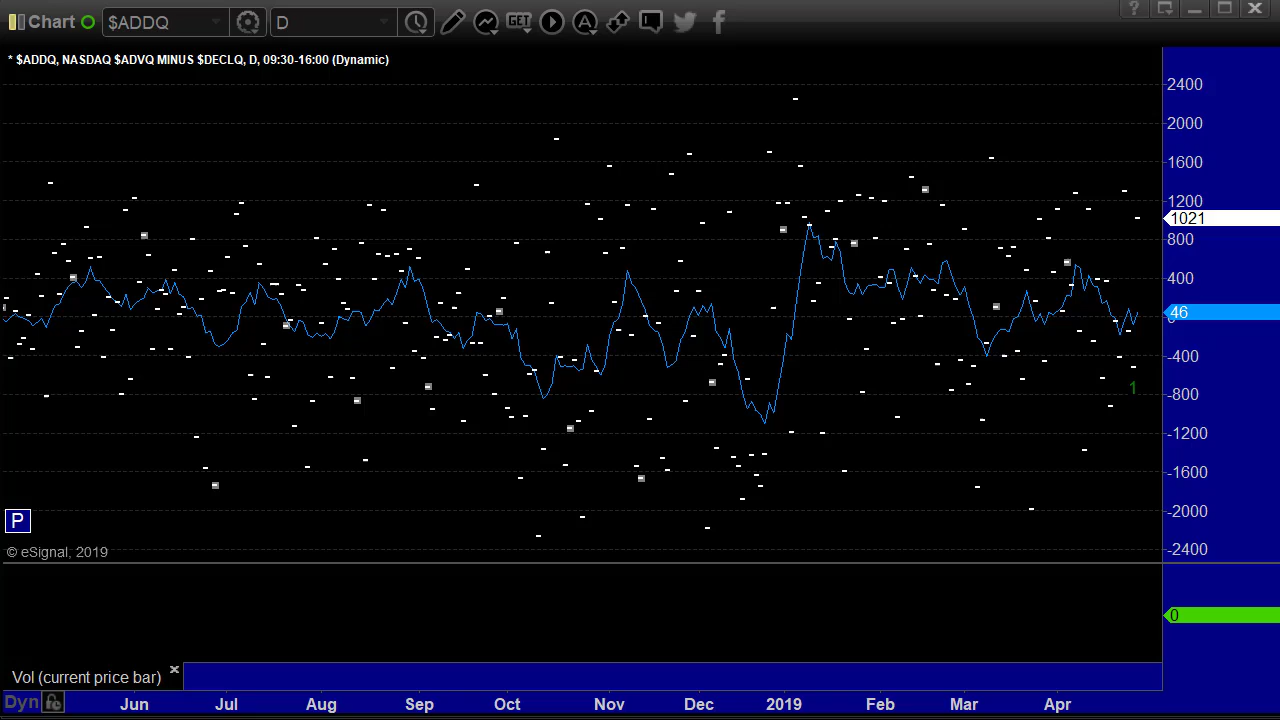 Chart $ADDQ D GET A ?
* $ADDQ, NASDAQ $ADVQ MINUS $DECLQ, D, 09:30-16:00 (Dynamic)
2400
2000
1600
1200
1021
800
400
0
46
-400
-800
1
-1200
-1600
-2000
P
-2400
© eSignal, 2019
0
Vol (current price bar)
Dyn Jun Jul Aug Sep Oct Nov Dec 2019 Feb Mar Apr